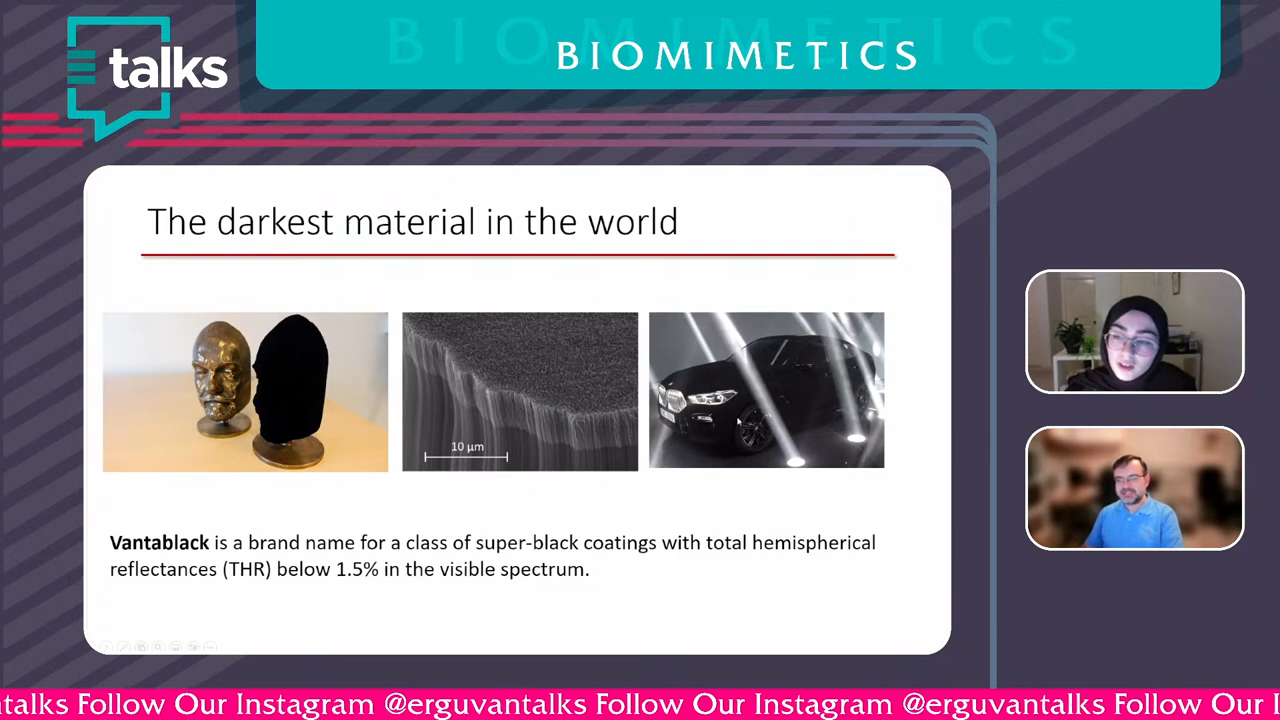 talks
BIOMIMETICS
BIOMIMETICS
The darkest material in the world
10 µm
Vantablack is a brand name for a class of super-black coatings with total hemispherical
reflectances (THR) below 1.5% in the visible spectrum.
ntalks Follow Our Instagram @erguvantalks Follow Our Instagram @erguvantalks Follow Our I